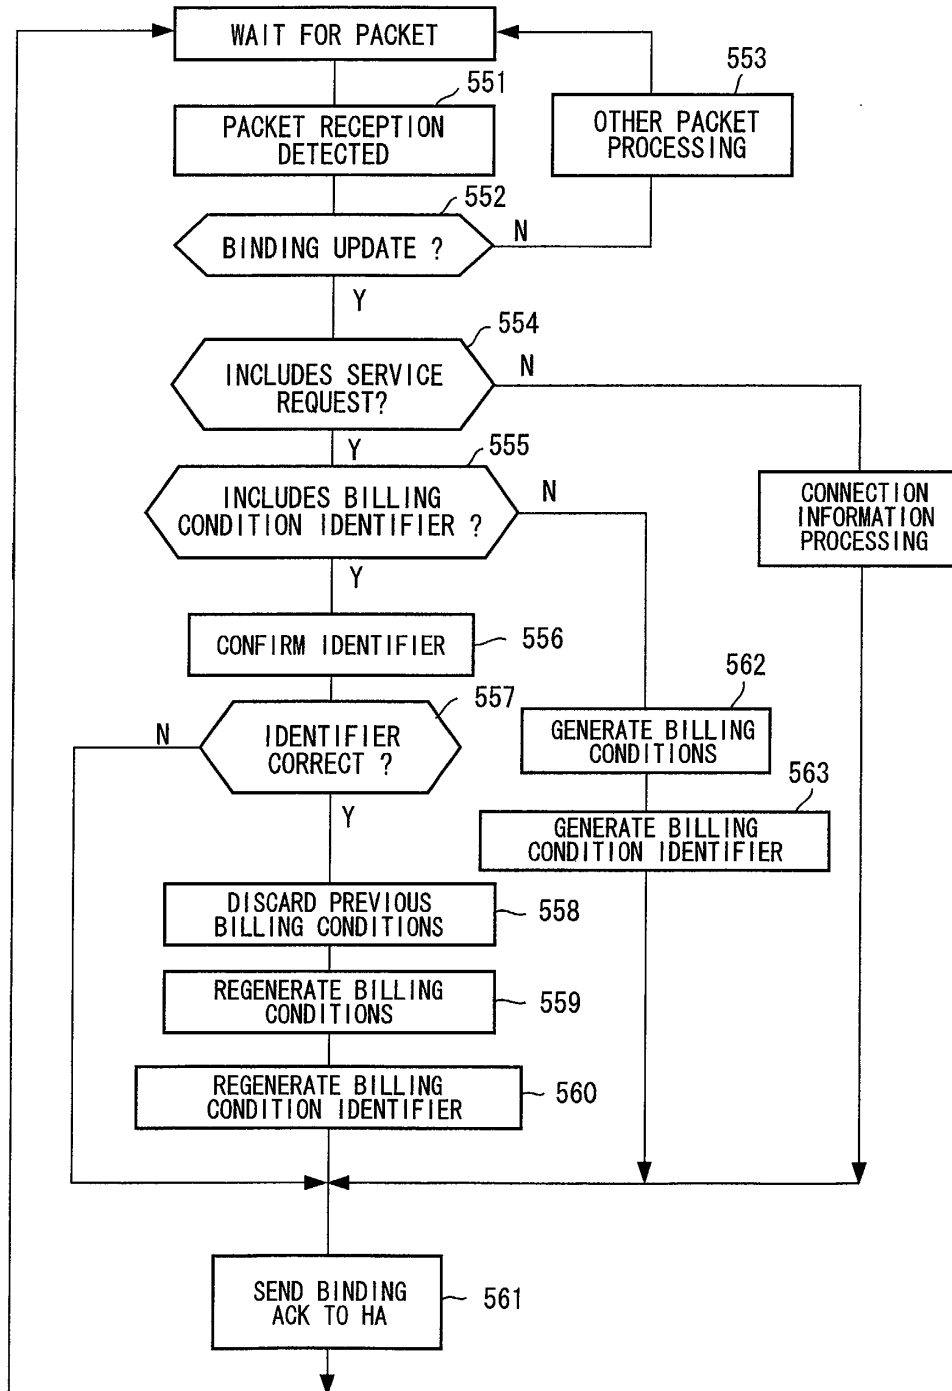 WAIT FOR PACKET
551
553
PACKET RECEPTION
DETECTED
OTHER PACKET
PROCESSING
552
BINDING UPDATE ?
N
Y
554
INCLUDES SERVICE
REQUEST?
N
Y
555
INCLUDES BILLING
CONDITION IDENTIFIER ?
N
CONNECTION
INFORMATION
PROCESSING
Y
CONFIRM IDENTIFIER
556
557
562
N
IDENTIFIER
CORRECT ?
GENERATE BILLING
CONDITIONS
563
Y
GENERATE BILLING
CONDITION IDENTIFIER
DISCARD PREVIOUS
BILLING CONDITIONS
558
REGENERATE BILLING
CONDITIONS
559
REGENERATE BILLING
CONDITION IDENTIFIER
560
SEND BINDING
ACK TO HA
561